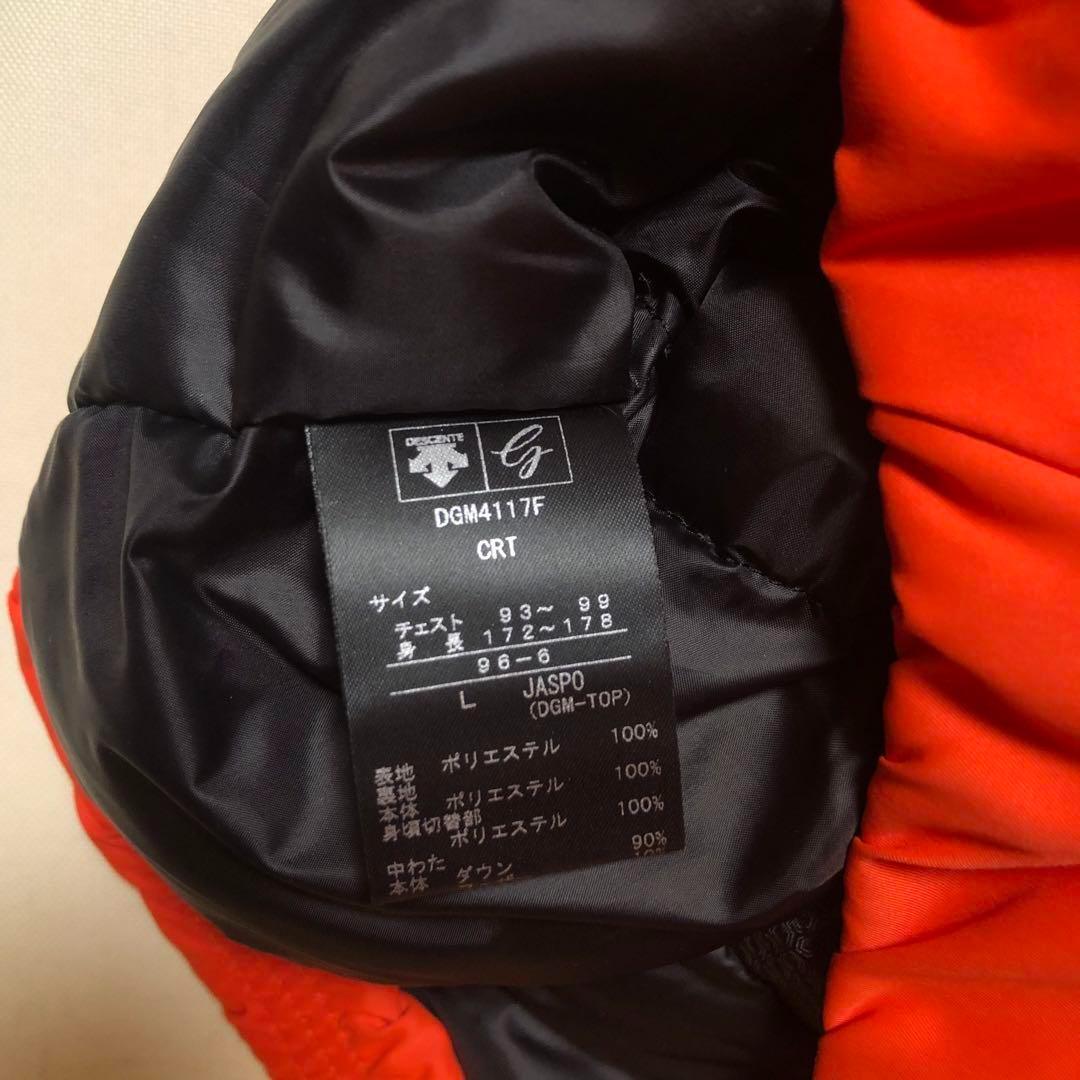 DESCENTE
G
DGM4117F
CRT
サイズ
チェスト 93～ 99
身 長 172～178
96-6
L JASPO
(DGM-TOP)
表地 ポリエステル 100%
裏地
本体 ポリエステル 100%
身頃切替部
ポリエステル 100%
中わた
本体 ダウン 90%
10%